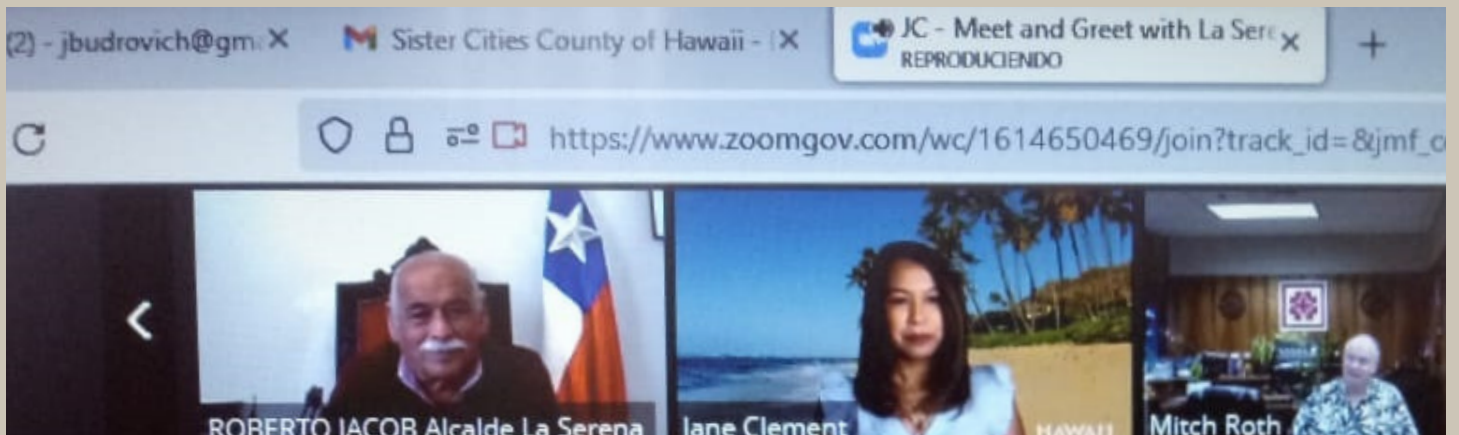 (2) - jbudrovich@gm
Sister Cities County of Hawaii -
JC - Meet and Greet with La Sere
REPRODUCIENDO
https://www.zoomgov.com/wc/1614650469/join?track_id=&jmf_c
ROBERTO JACOB Alcalde La Serena
Jane Clement
HAWAII
Mitch Roth